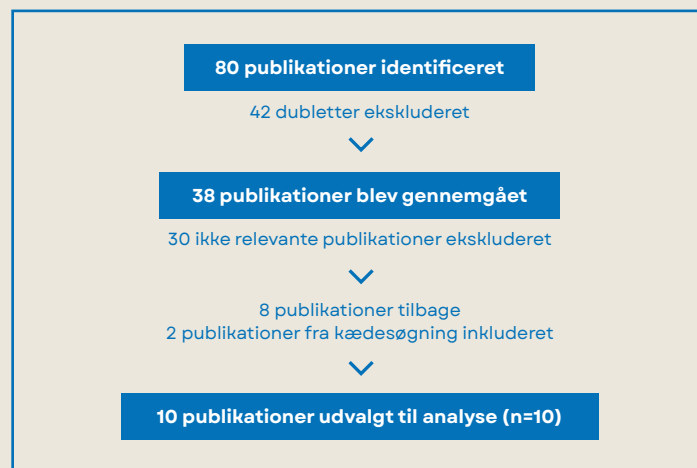 80 publikationer identificeret
42 dubletter ekskluderet
38 publikationer blev gennemgået
30 ikke relevante publikationer ekskluderet
8 publikationer tilbage
2 publikationer fra kædesøgning inkluderet
10 publikationer udvalgt til analyse (n=10)